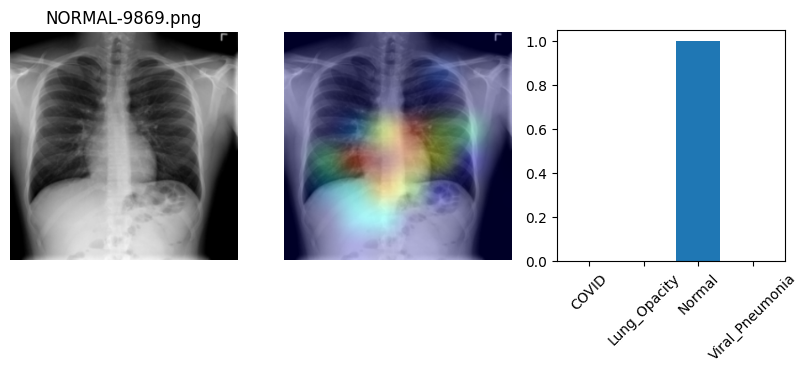 NORMAL-9869.png
1.0
0.8
0.6
0.4
0.2
0.0
COVID
Lung_Opacity
Normal
Viral_Pneumonia